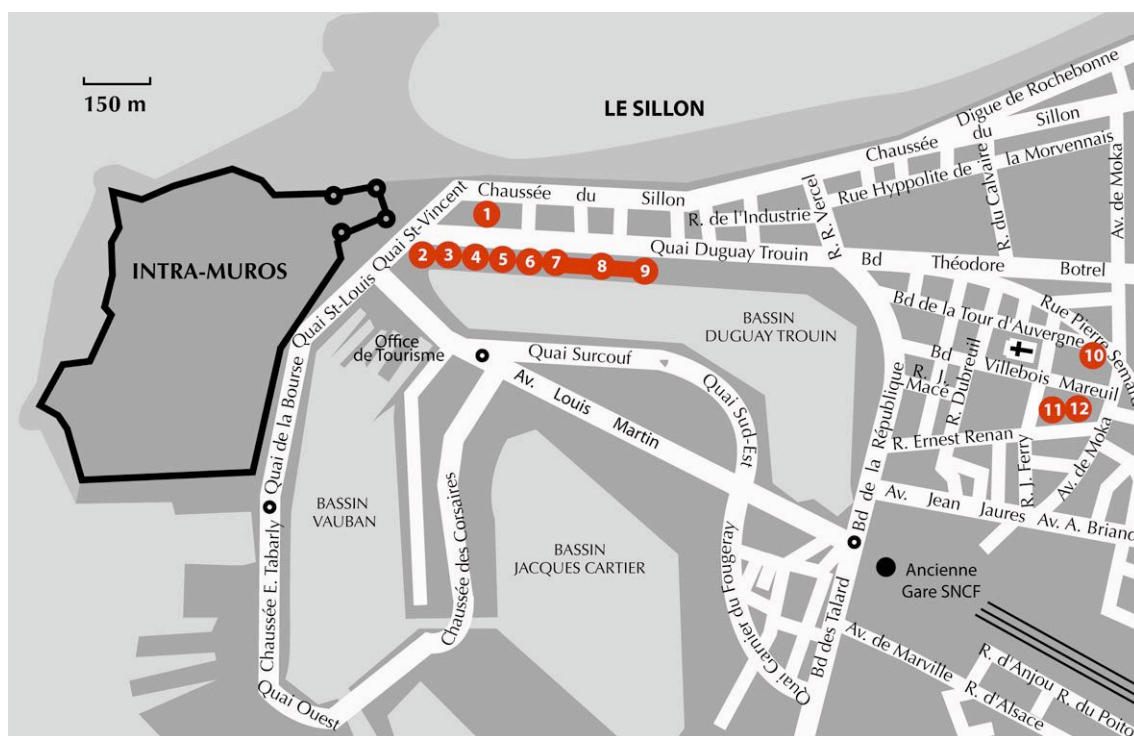 150 m
LE SILLON
INTRA-MUROS
Digue de Rochebonne
Chaussée du Sillon
Rue Hyppolite de la Morvennais
R. du Calvaire du
Av. de Moka
Chaussée du Sillon
R. de l'Industrie
R. R. Vercel
Quai St-Vincent
Quai St-Louis
Quai de la Bourse
Quai Duguay Trouin
Bd Théodore Botrel
1
2
3
4
5
6
7
8
9
BASSIN
DUGUAY TROUIN
Bd de la Tour d'Auvergne
Rue Pierre Semard
10
Bd Villebois Mareuil
R. J. Macé
R. Dubreuil
11
12
R. Ernest Renan
R. J. Ferry
Av. de Moka
Office
de Tourisme
Quai Surcouf
Quai Sud-Est
Av. Louis Martin
Bd de la République
Av. Jean Jaures
Av. A. Briand
BASSIN
VAUBAN
BASSIN
JACQUES CARTIER
Chaussée des Corsaires
Chaussée E. Tabarly
Quai Ouest
Quai Garnier du Fougeray
Bd des Talard
Ancienne
Gare SNCF
Av. de Marville
R. d'Anjou
R. d'Alsace
R. du Poito